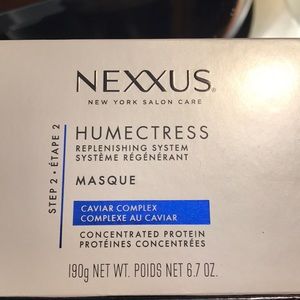 NEXXUS®
NEW YORK SALON CARE
STEP 2 • ÉTAPE 2
HUMECTRESS
REPLENISHING SYSTEM
SYSTÈME RÉGÉNÉRANT
MASQUE
CAVIAR COMPLEX
COMPLEXE AU CAVIAR
CONCENTRATED PROTEIN
PROTÉINES CONCENTRÉES
190g NET WT. POIDS NET 6.7 OZ.